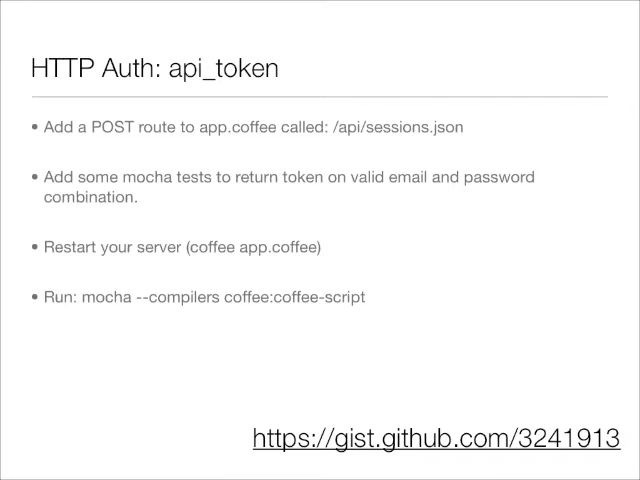 HTTP Auth: api_token
• Add a POST route to app.coffee called: /api/sessions.json
• Add some mocha tests to return token on valid email and password
combination.
• Restart your server (coffee app.coffee)
• Run: mocha --compilers coffee:coffee-script
https://gist.github.com/3241913